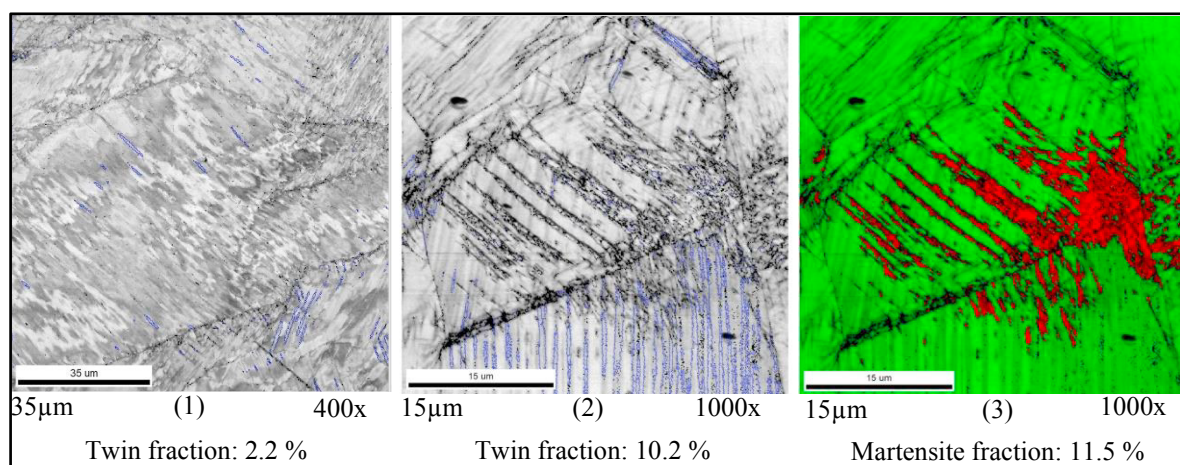 35 um
15 um
15 um
35µm (1) 400x
15µm (2) 1000x
15µm (3) 1000x
Twin fraction: 2.2 %
Twin fraction: 10.2 %
Martensite fraction: 11.5 %